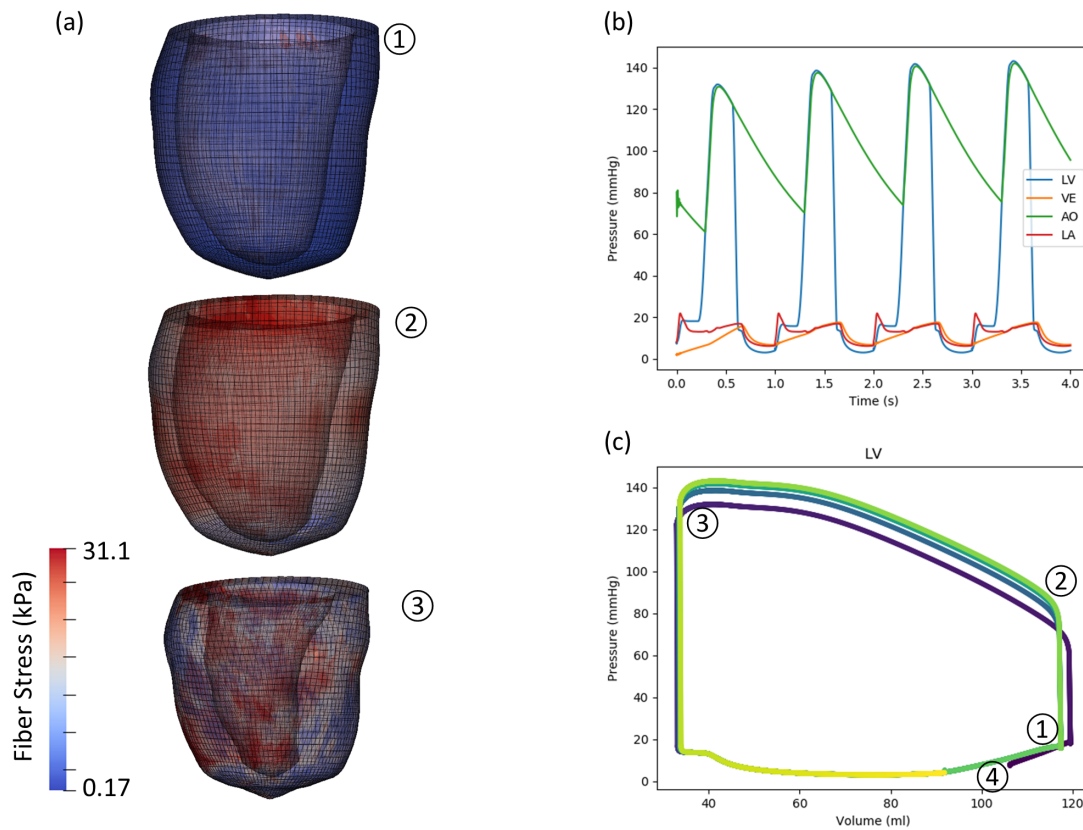 (a)
①
②
③
Fiber Stress (kPa)
31.1
0.17
(b)
Pressure (mmHg)
140
120
100
80
60
40
20
0
0.0 0.5 1.0 1.5 2.0 2.5 3.0 3.5 4.0
Time (s)
LV
VE
AO
LA
(c)
LV
Pressure (mmHg)
140
120
100
80
60
40
20
0
③
②
①
④
40 60 80 100 120
Volume (ml)